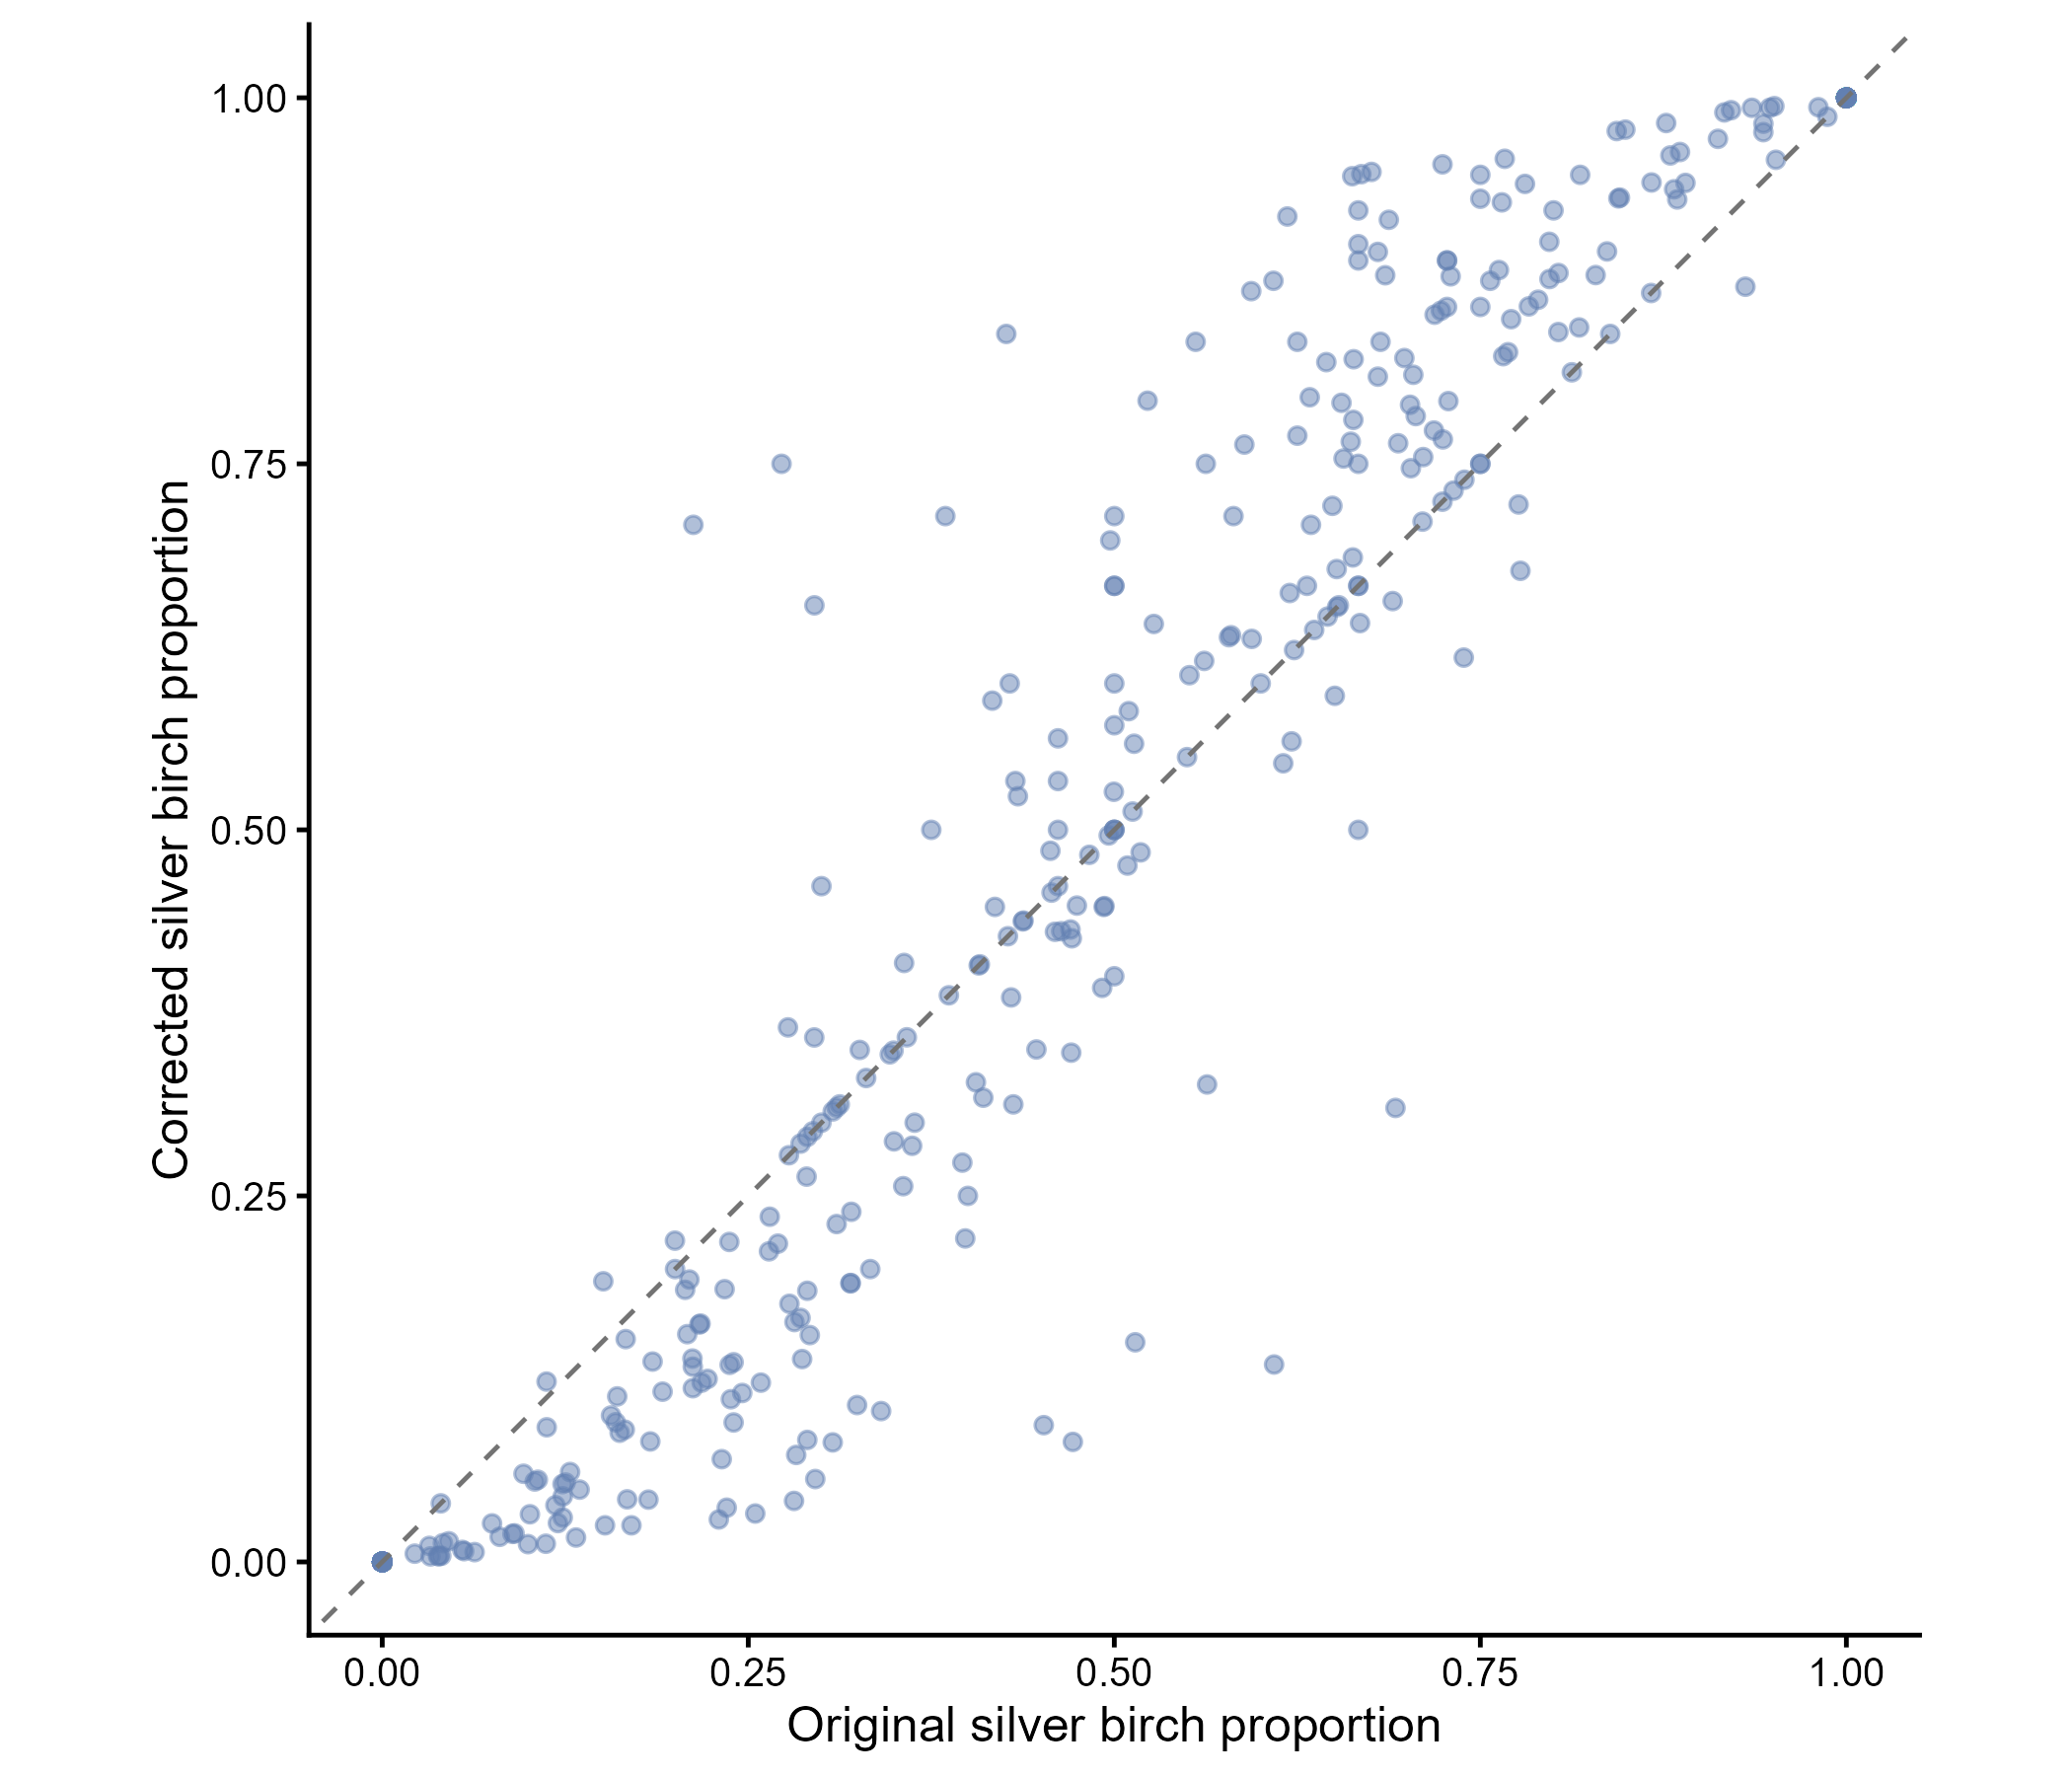 1.00
0.75
0.50
0.25
0.00
Corrected silver birch proportion
0.00 0.25 0.50 0.75 1.00
Original silver birch proportion